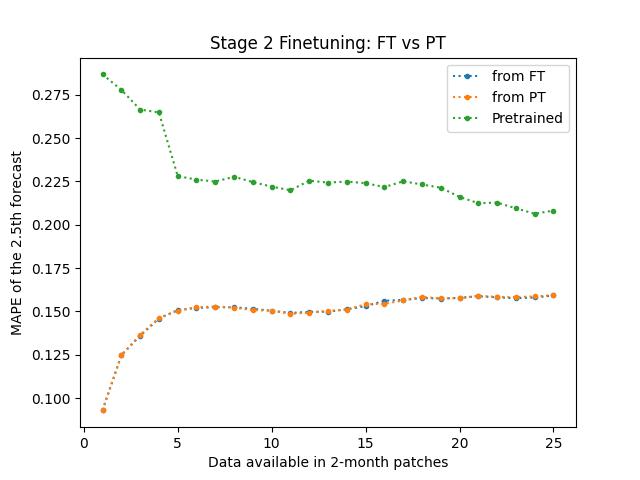 Stage 2 Finetuning: FT vs PT
from FT
from PT
Pretrained
MAPE of the 2.5th forecast
0.275
0.250
0.225
0.200
0.175
0.150
0.125
0.100
0 5 10 15 20 25
Data available in 2-month patches